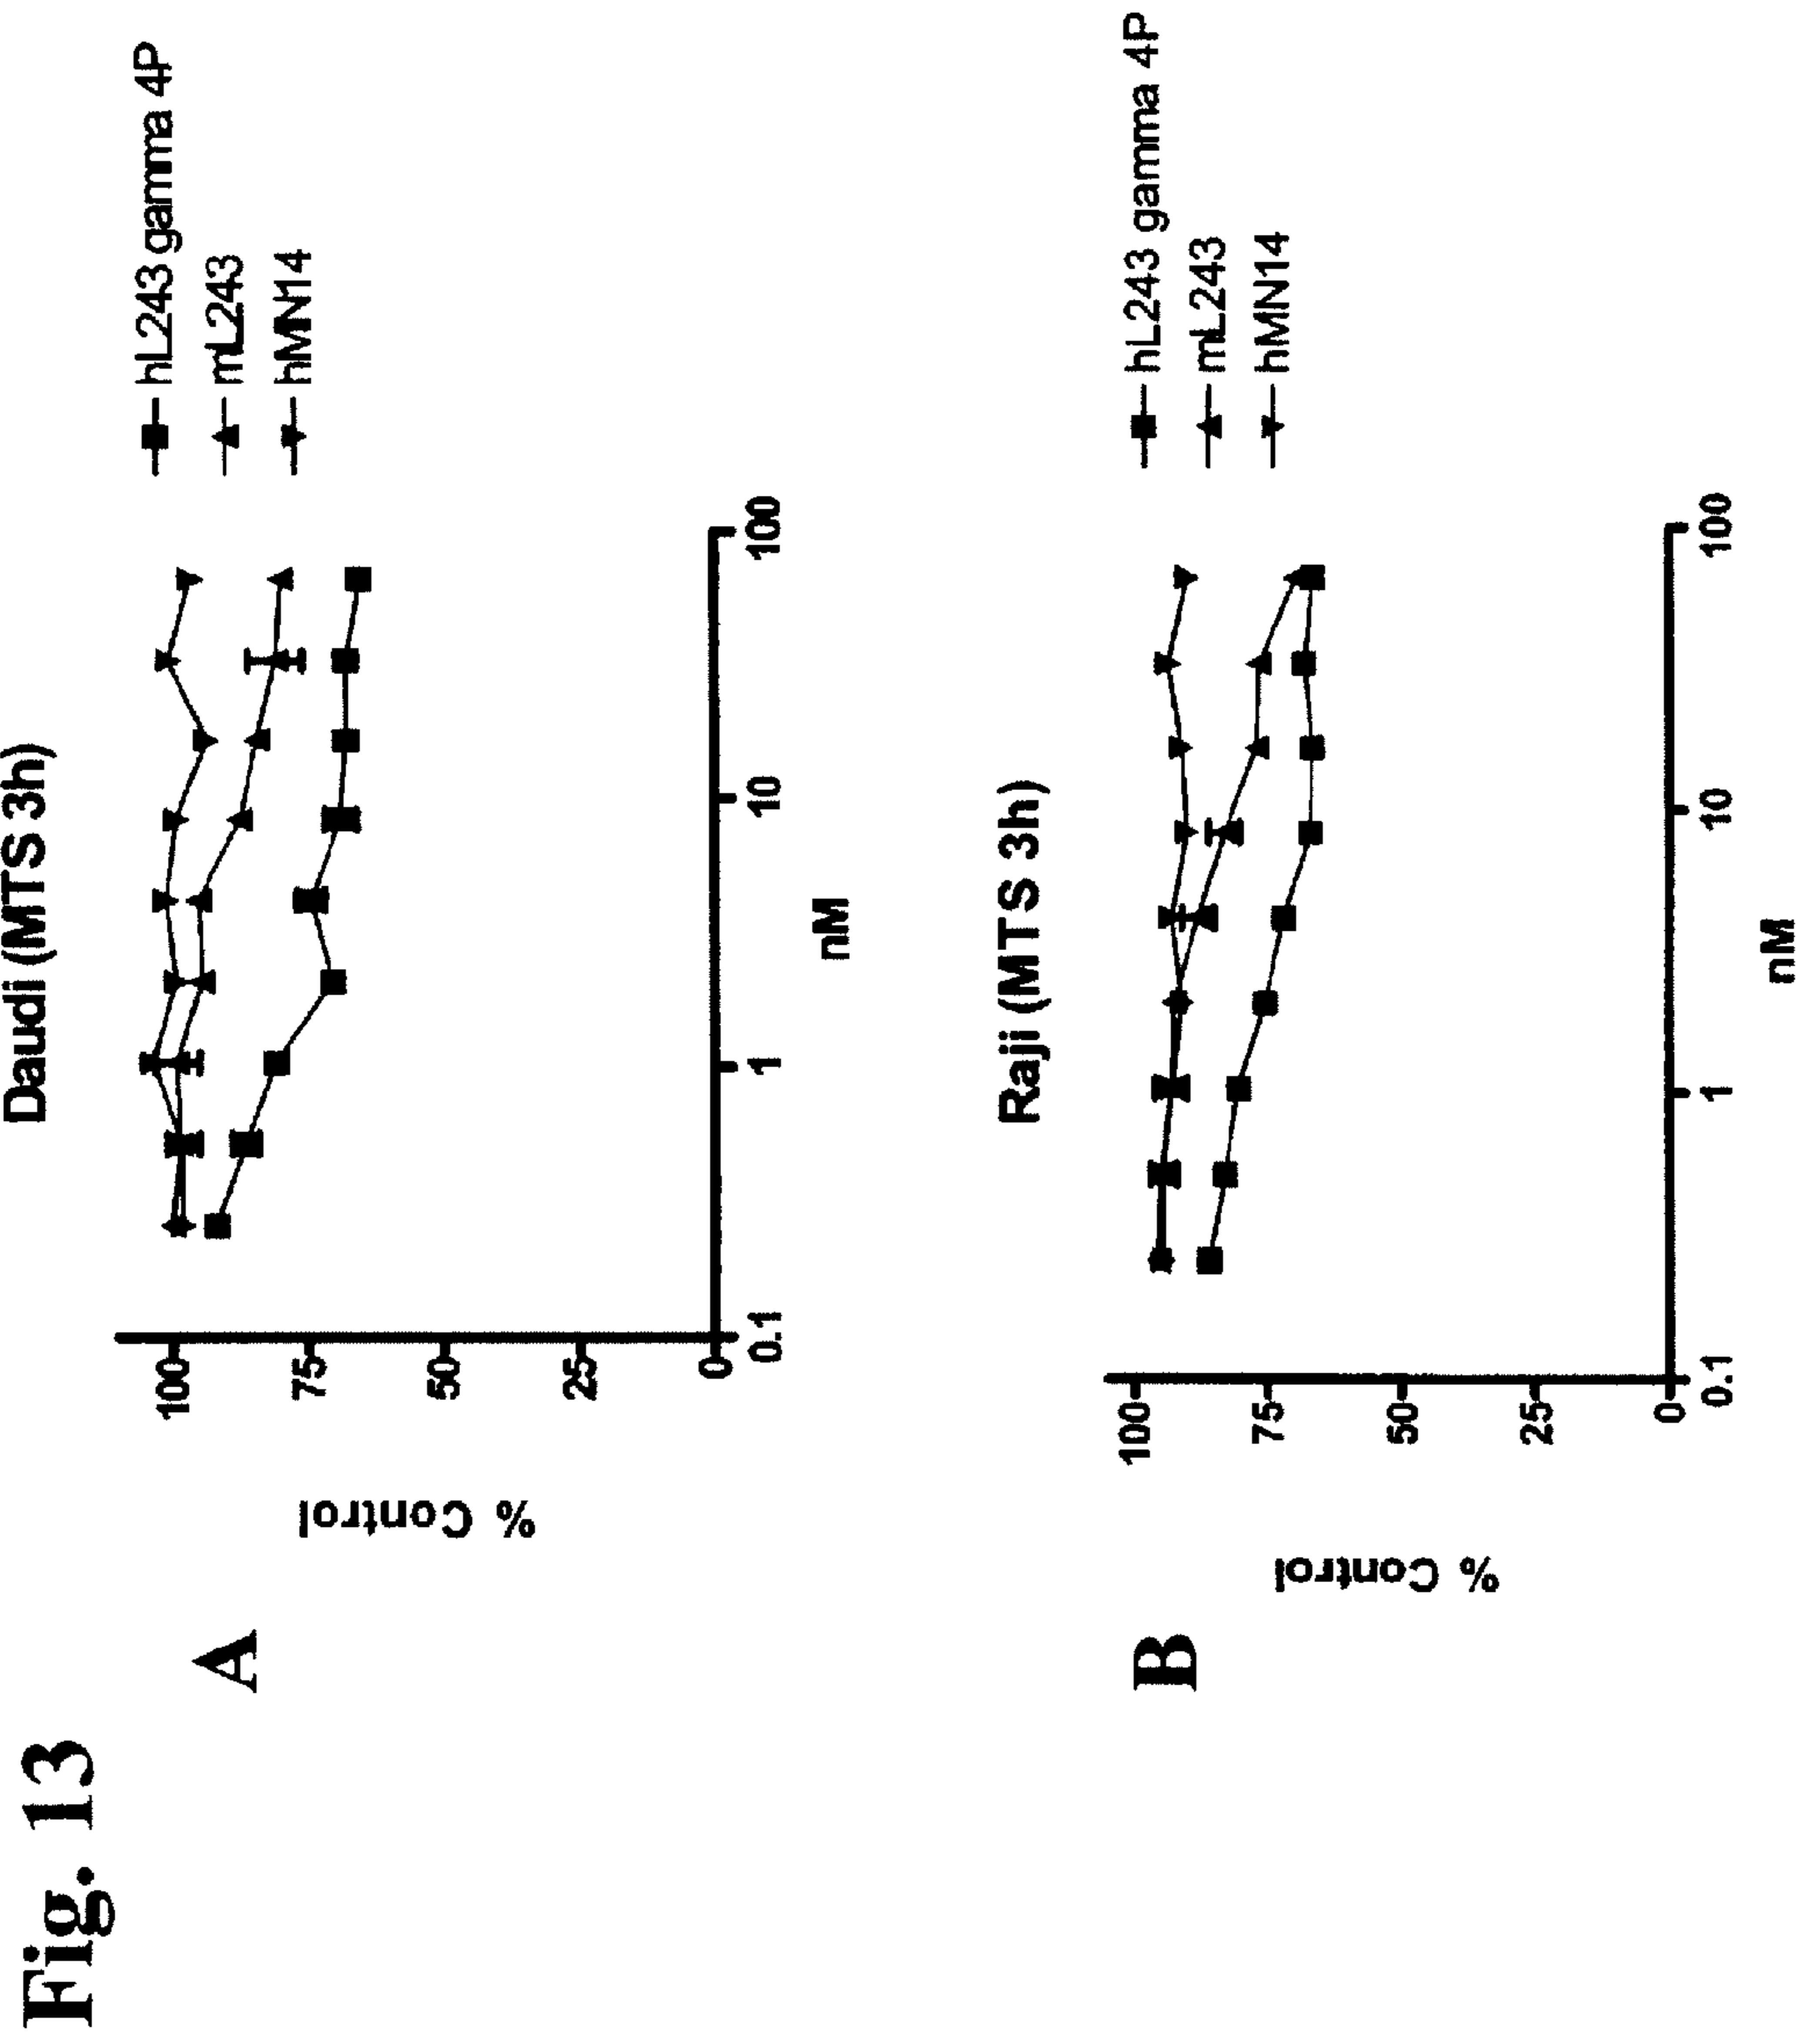 Fig. 13
A
Daudi (MTS 3h)
% Control
100
75
50
25
0
0.1
1
10
100
nM
hL243 gamma 4P
mL243
hMN14
B
Raji (MTS 3h)
% Control
100
75
50
25
0
0.1
1
10
100
nM
hL243 gamma 4P
mL243
hMN14